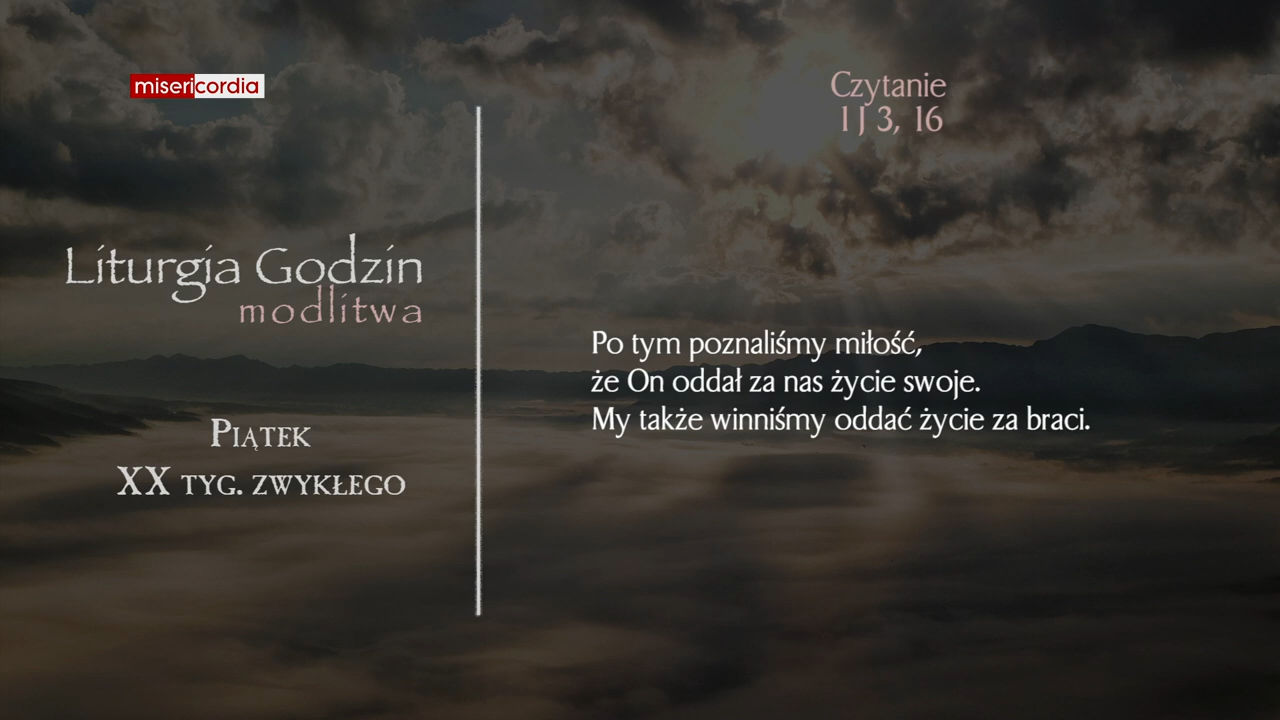 misericordia
Liturgia Godzin
modlitwa
Piątek
XX tyg. zwykłego
Czytanie
1 J 3, 16
Po tym poznaliśmy miłość,
że On oddał za nas życie swoje.
My także winniśmy oddać życie za braci.